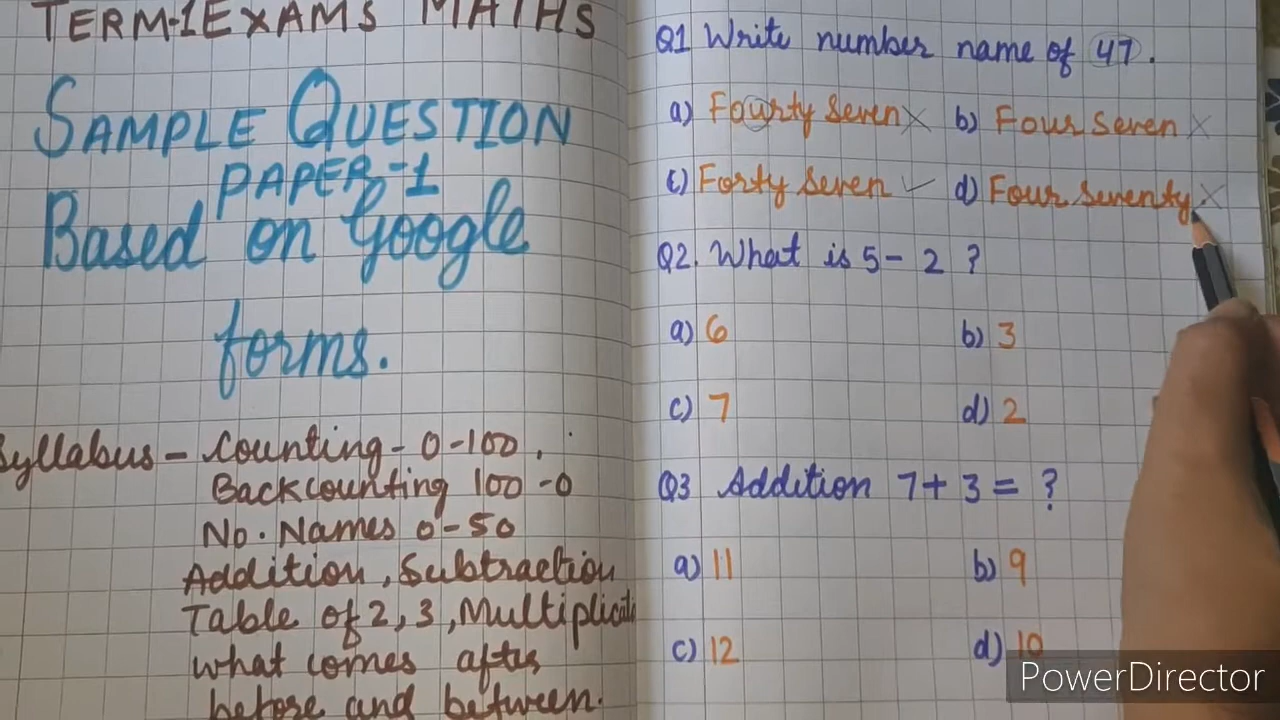 TERM-1 EXAMS MATHS
SAMPLE QUESTION
PAPER-1
Based on Google
forms.
Syllabus - Counting - 0-100.
Backcounting 100-0
No. Names 0-50
Addition, Subtraction
Table of 2, 3, Multiplicati
what comes after
before and between.
Q1 Write number name of 47.
a) Fourty Seven × b) Four Seven ×
c) Forty Seven ✓ d) Four Seventy ×
Q2. What is 5 - 2 ?
a) 6 b) 3
c) 7 d) 2
Q3 Addition 7 + 3 = ?
a) 11 b) 9
c) 12 d) 10
PowerDirector